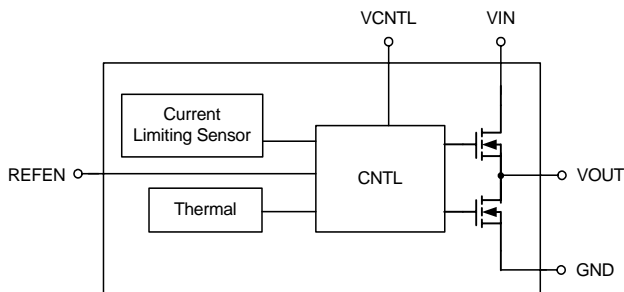 VCNTL
VIN
Current
Limiting Sensor
REFEN
CNTL
VOUT
Thermal
GND